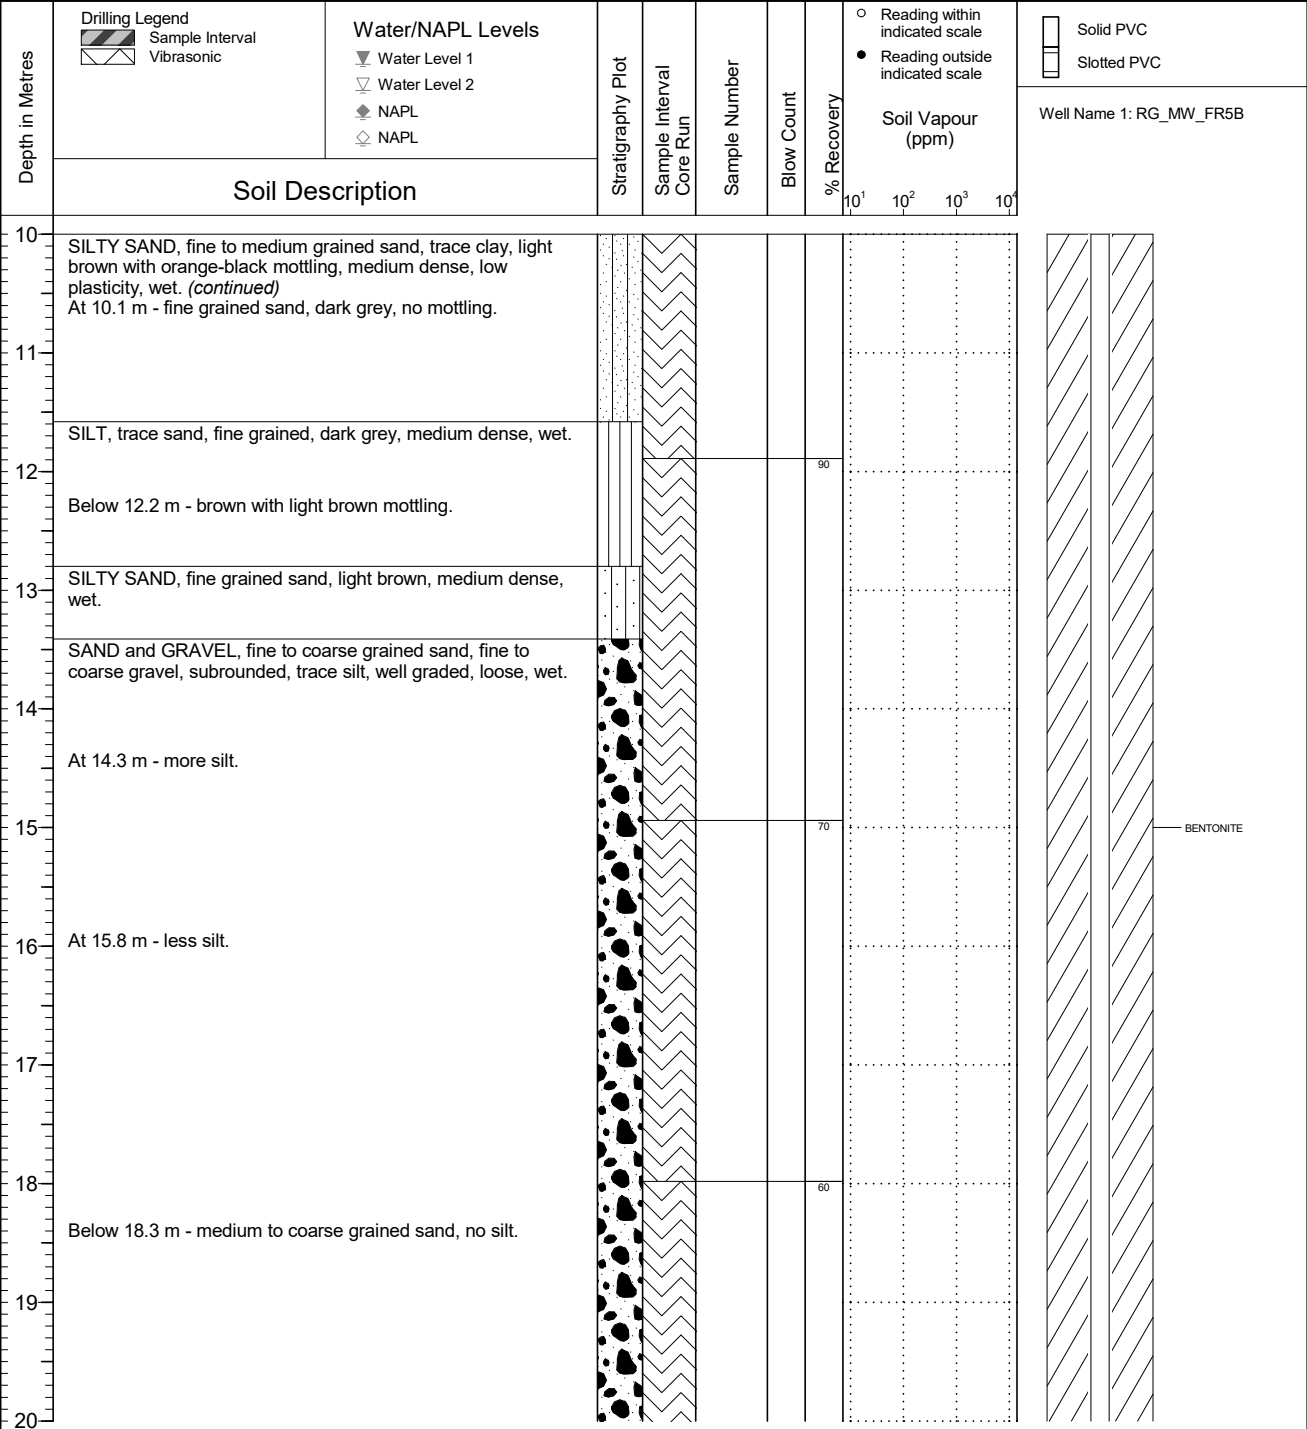 Depth in Metres
Drilling Legend
Sample Interval
Vibrasonic
Water/NAPL Levels
Water Level 1
Water Level 2
NAPL
NAPL
Soil Description
Stratigraphy Plot
Sample Interval
Core Run
Sample Number
Blow Count
% Recovery
Reading within
indicated scale
Reading outside
indicated scale
Soil Vapour
(ppm)
10¹ 10² 10³ 10⁴
Solid PVC
Slotted PVC
Well Name 1: RG_MW_FR5B
10
SILTY SAND, fine to medium grained sand, trace clay, light
brown with orange-black mottling, medium dense, low
plasticity, wet. (continued)
At 10.1 m - fine grained sand, dark grey, no mottling.
11
SILT, trace sand, fine grained, dark grey, medium dense, wet.
90
12
Below 12.2 m - brown with light brown mottling.
SILTY SAND, fine grained sand, light brown, medium dense,
wet.
13
SAND and GRAVEL, fine to coarse grained sand, fine to
coarse gravel, subrounded, trace silt, well graded, loose, wet.
14
At 14.3 m - more silt.
15
70
BENTONITE
At 15.8 m - less silt.
16
17
18
60
Below 18.3 m - medium to coarse grained sand, no silt.
19
20